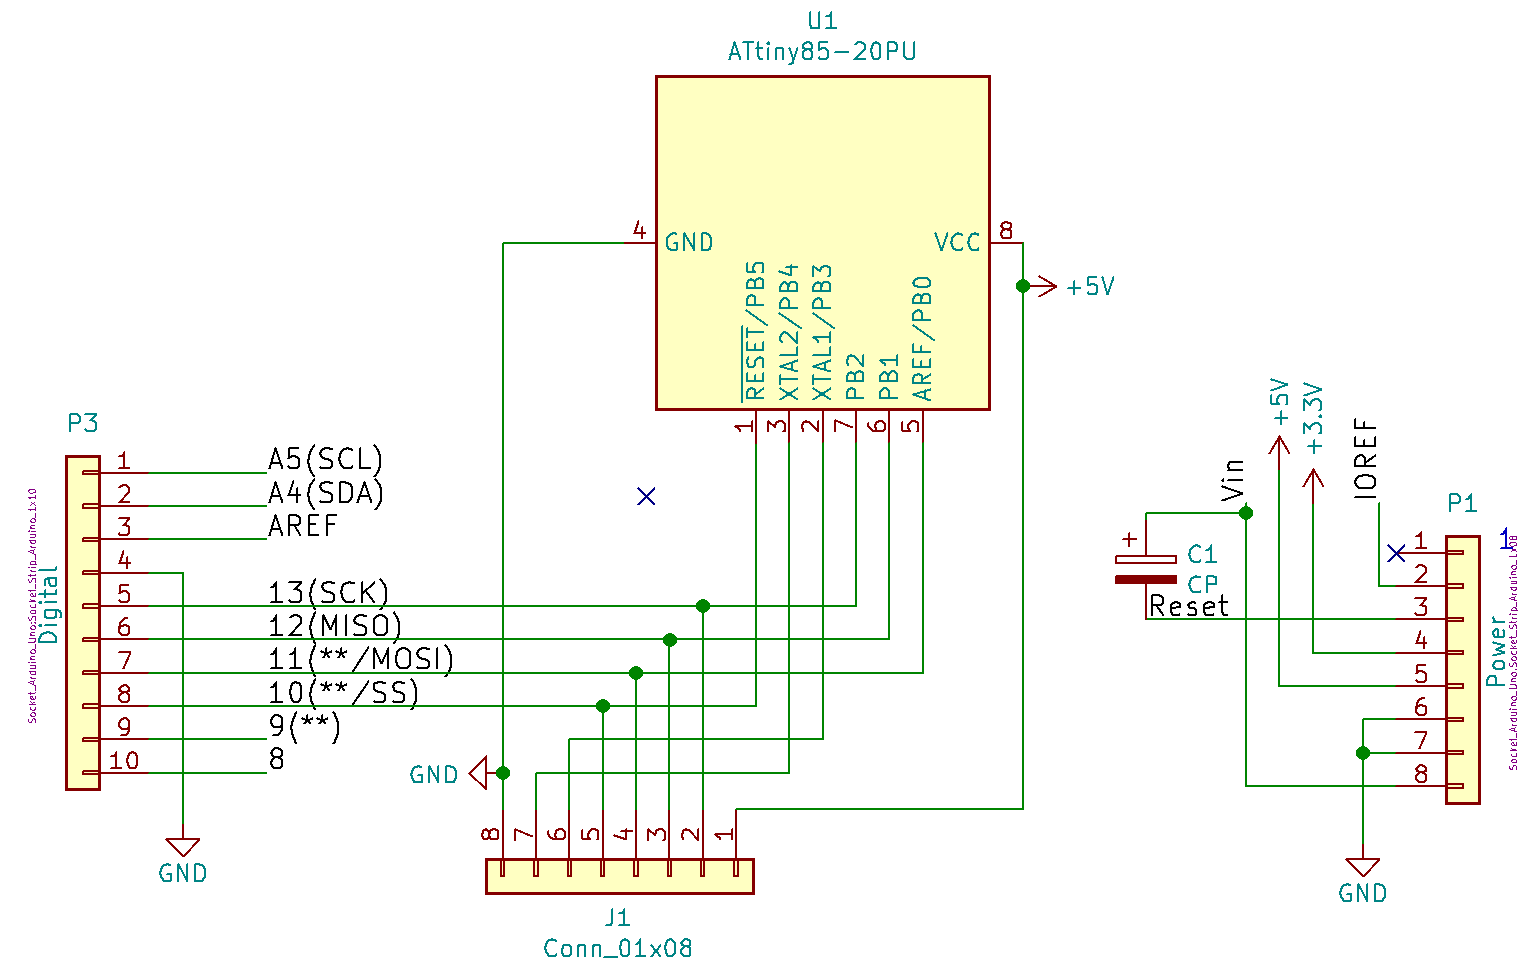 U1
ATtiny85-20PU
4
GND
VCC
8
+5V
RESET/PB5
XTAL2/PB4
XTAL1/PB3
PB2
PB1
AREF/PB0
1
3
2
7
6
5
P3
1
A5(SCL)
2
A4(SDA)
3
AREF
4
5
13(SCK)
6
12(MISO)
7
11(**/MOSI)
8
10(**/SS)
9
9(**)
10
8
Digital
Socket_Arduino_Uno:Socket_Strip_Arduino_1x10
GND
GND
8
7
6
5
4
3
2
1
J1
Conn_01x08
+5V
+3.3V
IOREF
Vin
P1
+
C1
CP
Reset
1
1
2
3
4
5
6
7
8
Power
Socket_Arduino_Uno:Socket_Strip_Arduino_1x08
GND